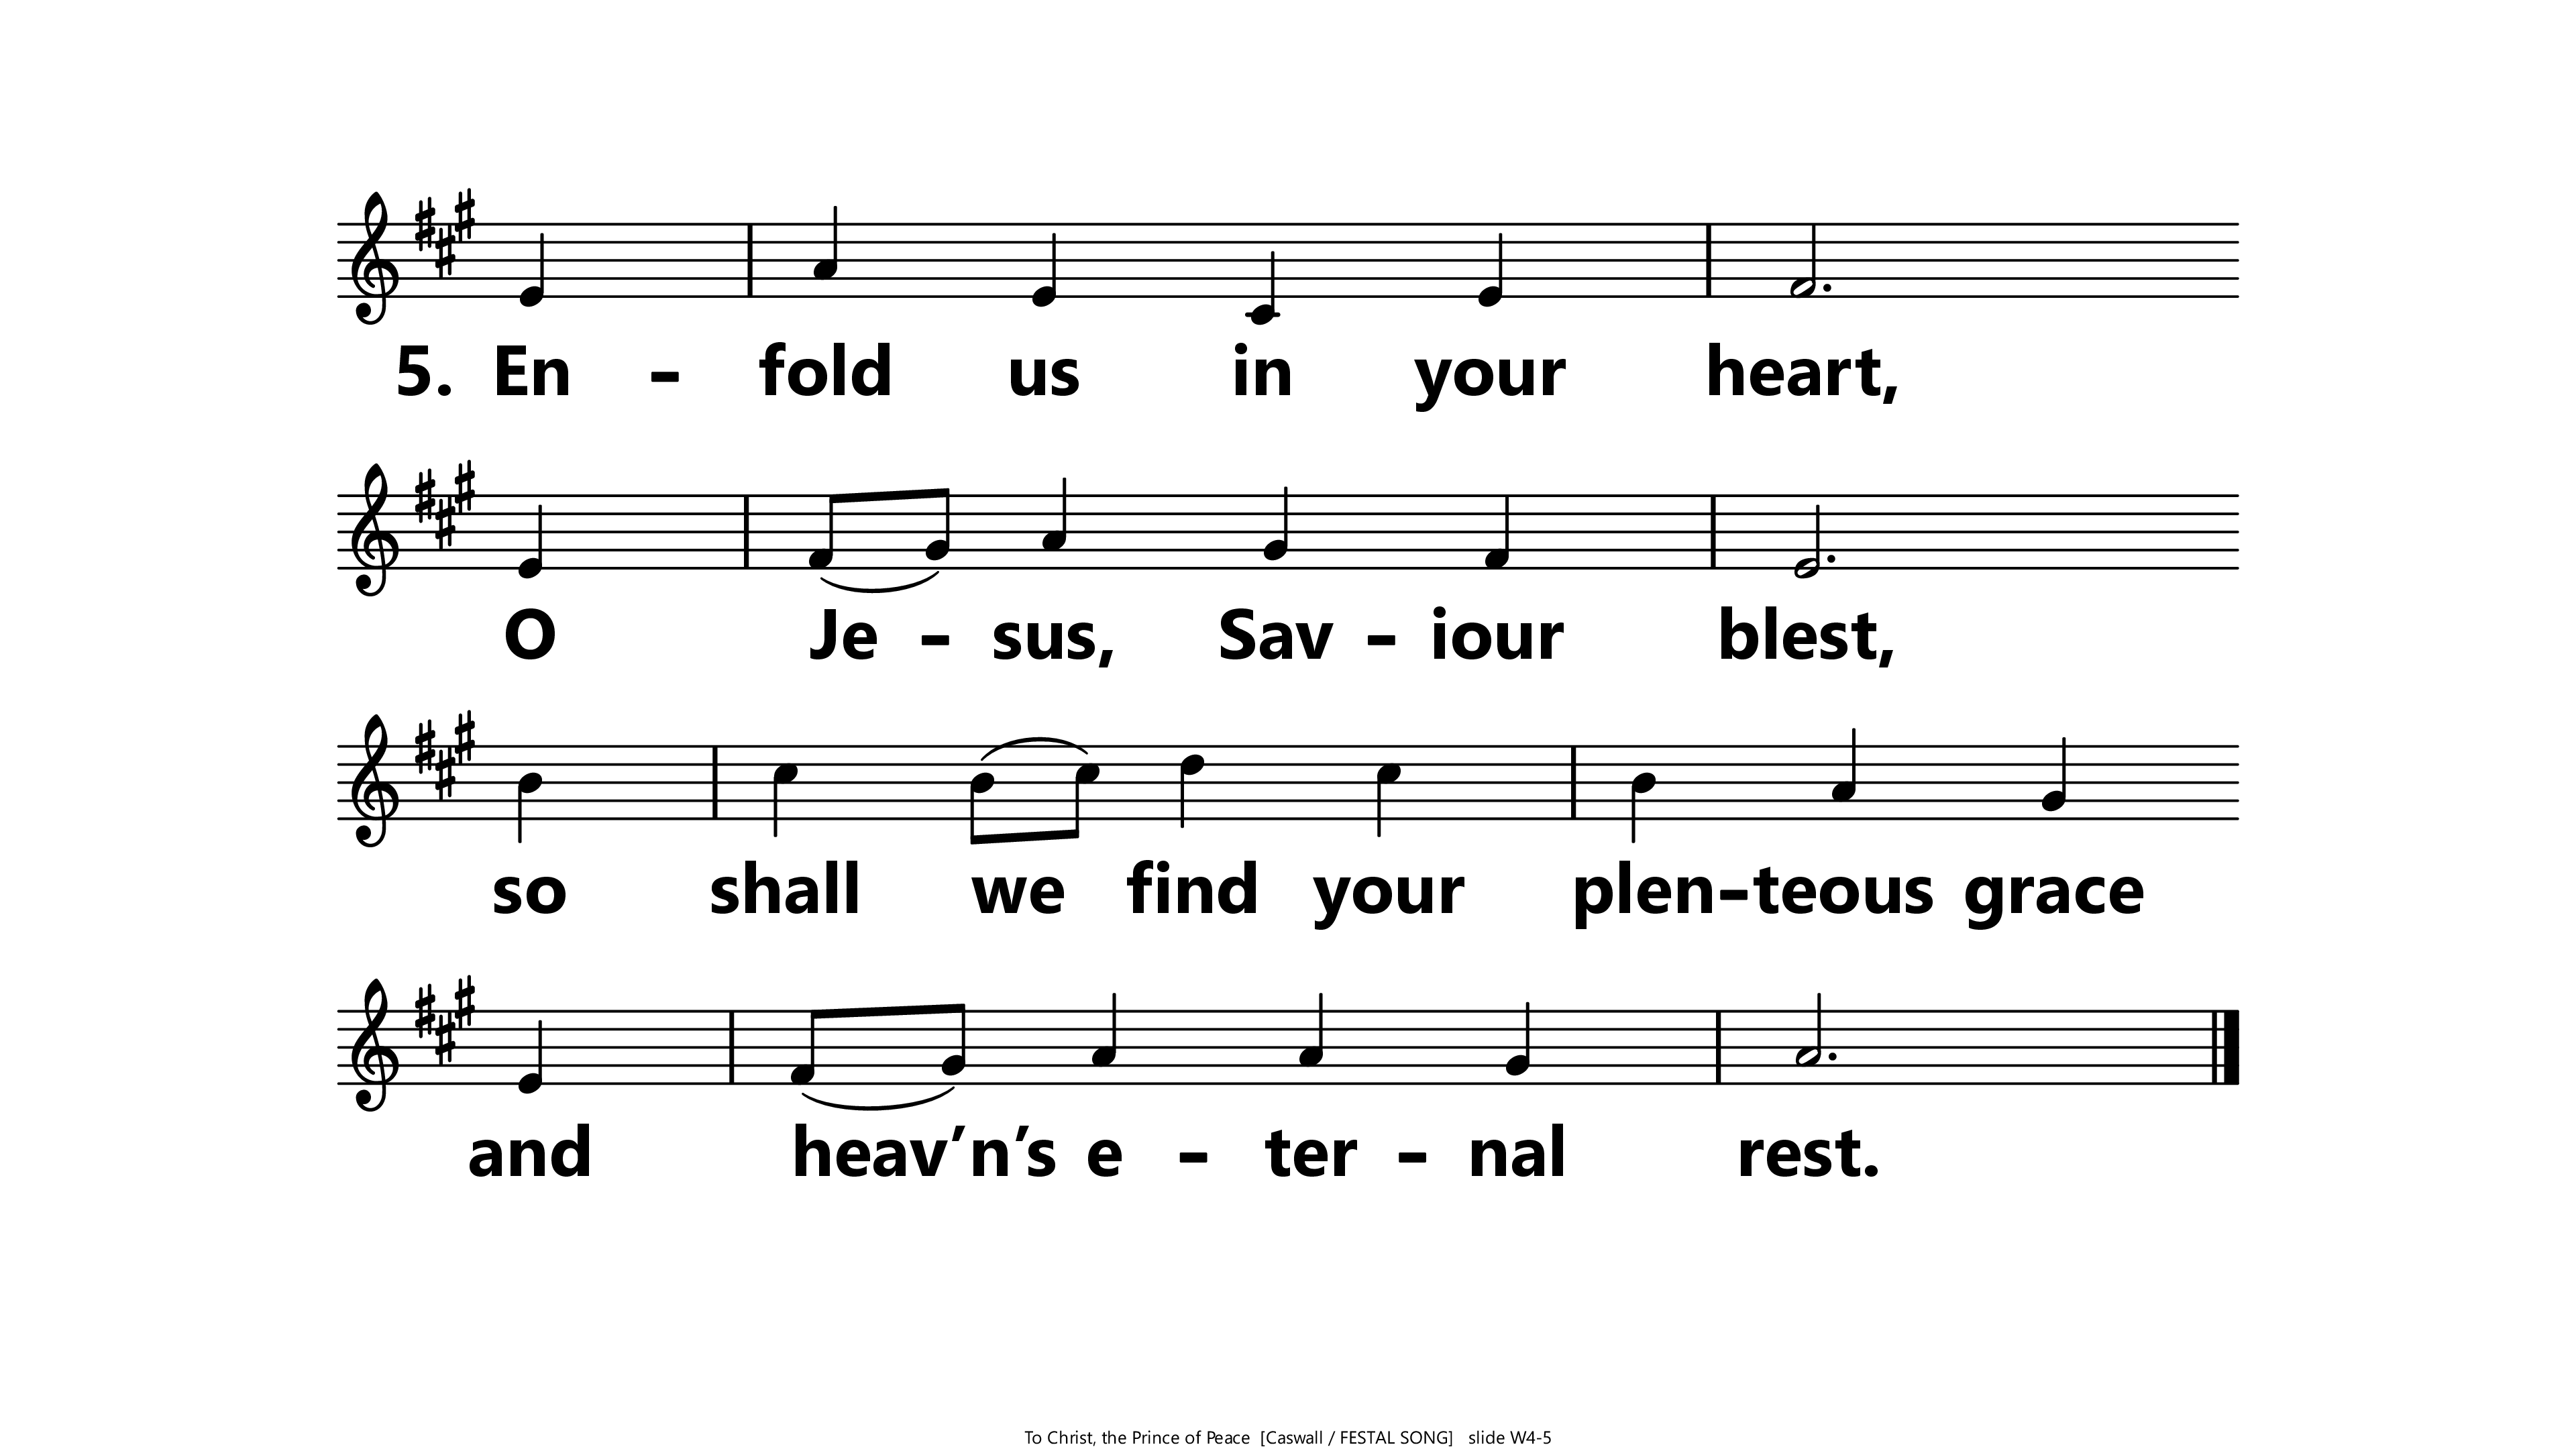 5. En - fold us in your heart,
O Je - sus, Sav - iour blest,
so shall we find your plen-teous grace
and heav’n’s e - ter - nal rest.
To Christ, the Prince of Peace [Caswall / FESTAL SONG] slide W4-5